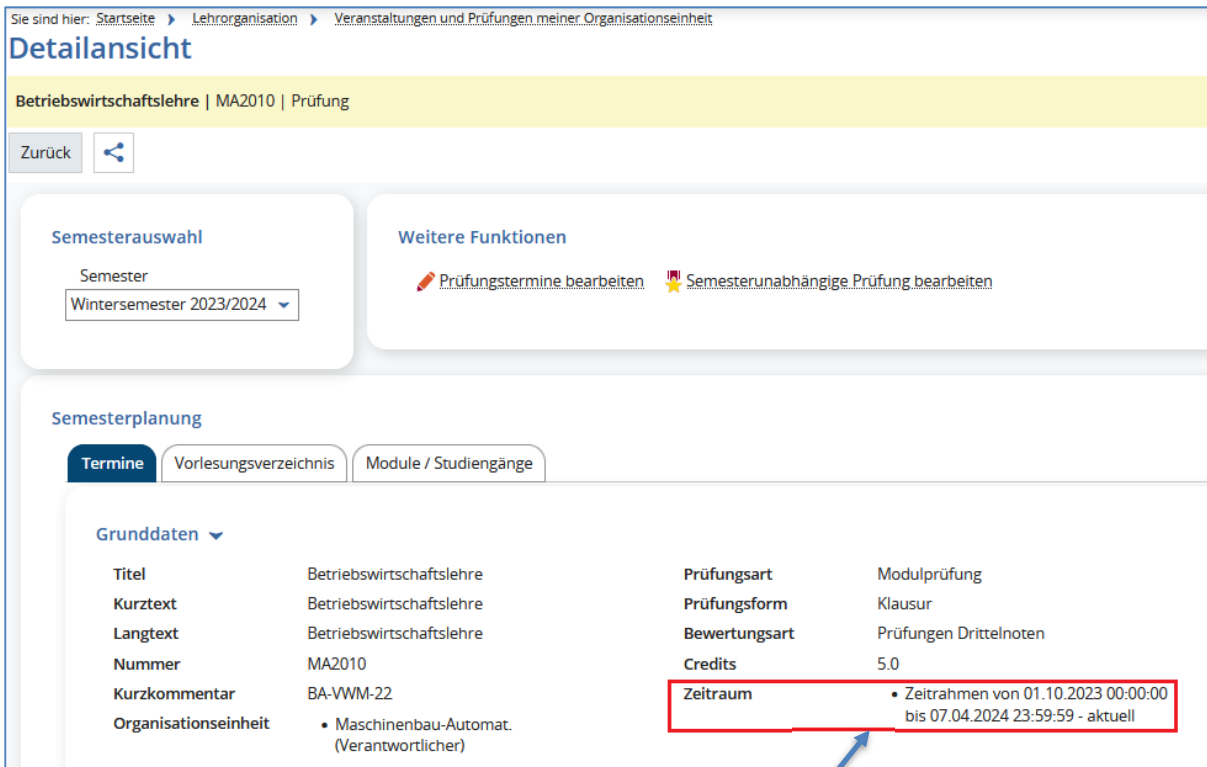 Sie sind hier: Startseite Lehrorganisation Veranstaltungen und Prüfungen meiner Organisationseinheit
Detailansicht
Betriebswirtschaftslehre | MA2010 | Prüfung
Zurück
Semesterauswahl
Semester
Wintersemester 2023/2024
Weitere Funktionen
Prüfungstermine bearbeiten Semesterunabhängige Prüfung bearbeiten
Semesterplanung
Termine Vorlesungsverzeichnis Module / Studiengänge
Grunddaten
Titel Betriebswirtschaftslehre
Kurztext Betriebswirtschaftslehre
Langtext Betriebswirtschaftslehre
Nummer MA2010
Kurzkommentar BA-VWM-22
Organisationseinheit • Maschinenbau-Automat.
(Verantwortlicher)
Prüfungsart Modulprüfung
Prüfungsform Klausur
Bewertungsart Prüfungen Drittelnoten
Credits 5.0
Zeitraum • Zeitrahmen von 01.10.2023 00:00:00
bis 07.04.2024 23:59:59 - aktuell